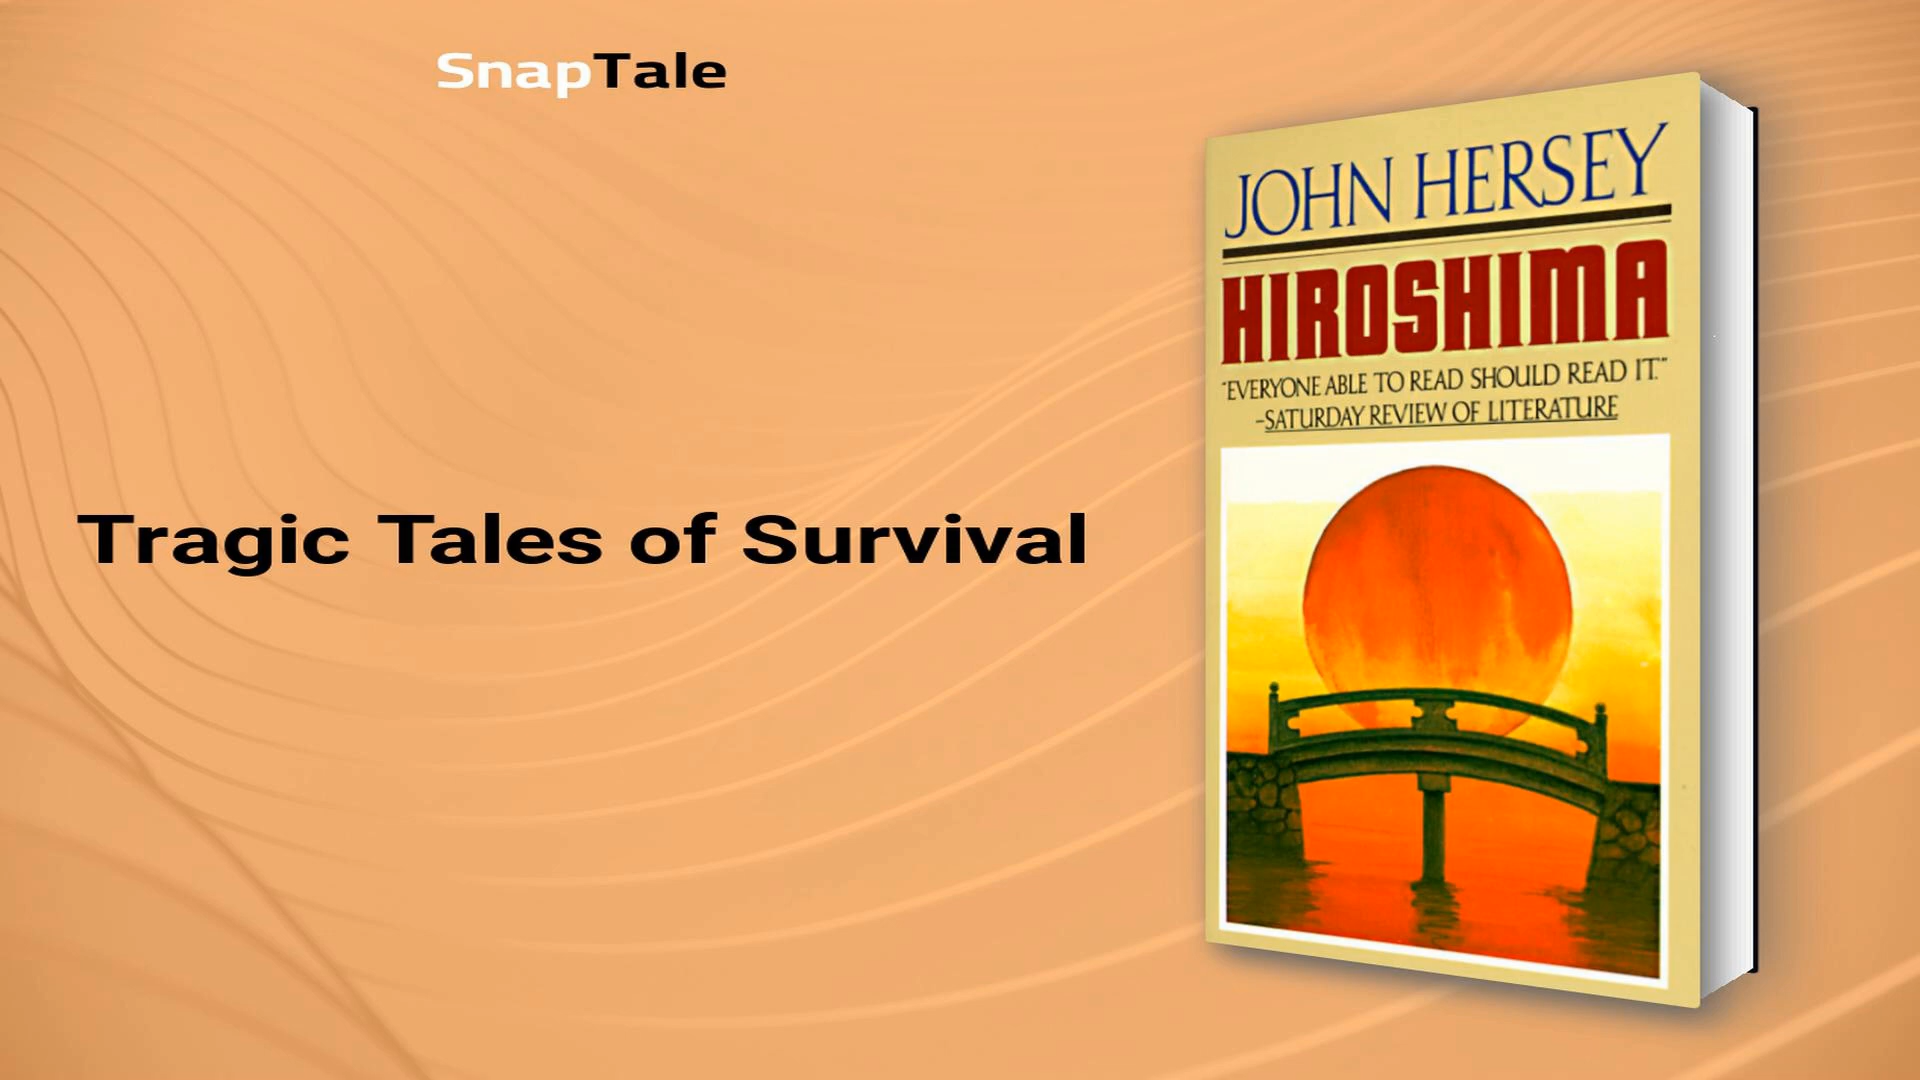 SnapTale
Tragic Tales of Survival
JOHN HERSEY
HIROSHIMA
"EVERYONE ABLE TO READ SHOULD READ IT."
–SATURDAY REVIEW OF LITERATURE